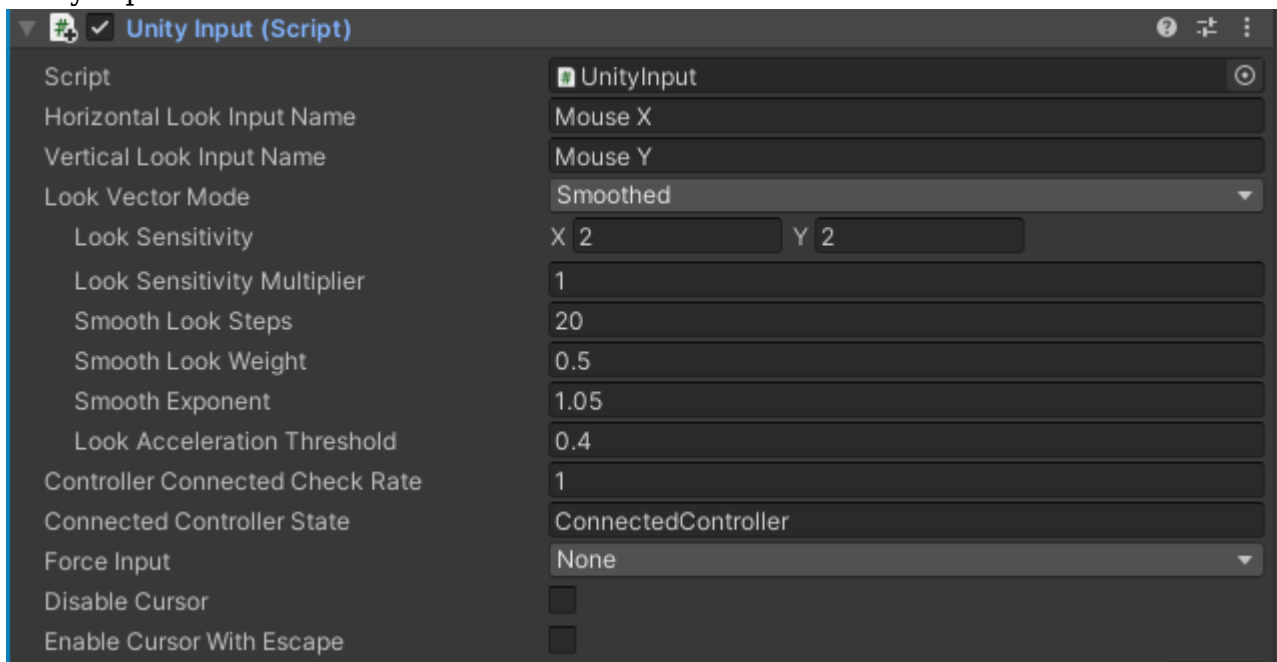 Unity Input (Script)
Script UnityInput
Horizontal Look Input Name Mouse X
Vertical Look Input Name Mouse Y
Look Vector Mode Smoothed
Look Sensitivity X 2 Y 2
Look Sensitivity Multiplier 1
Smooth Look Steps 20
Smooth Look Weight 0.5
Smooth Exponent 1.05
Look Acceleration Threshold 0.4
Controller Connected Check Rate 1
Connected Controller State ConnectedController
Force Input None
Disable Cursor
Enable Cursor With Escape